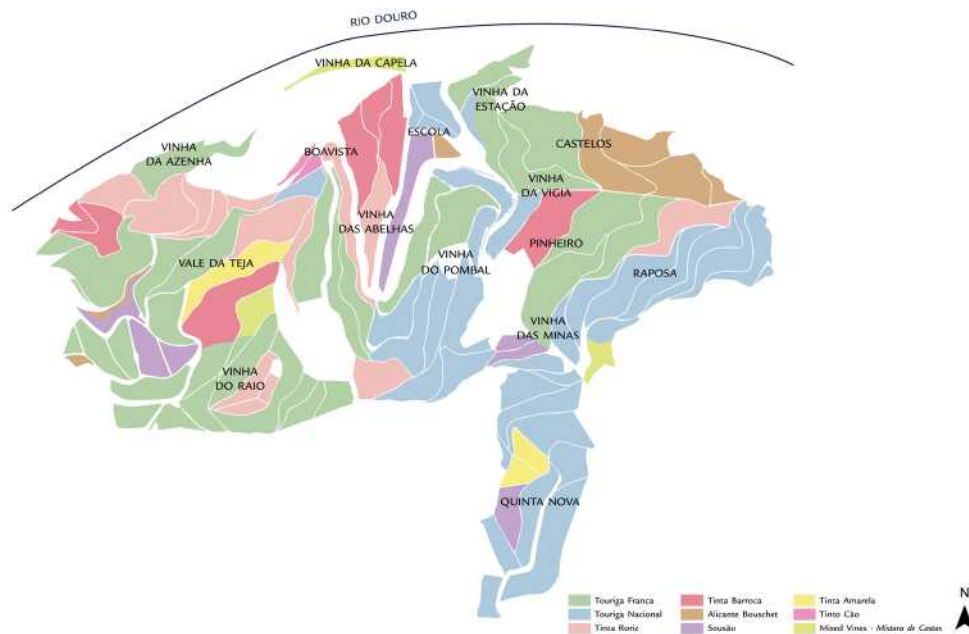 RIO DOURO
VINHA DA CAPELA
VINHA DA
ESTAÇÃO
ESCOLA
CASTELOS
VINHA
DA AZENHA
BOAVISTA
VINHA
DA VIGIA
VINHA
DAS ABELHAS
PINHEIRO
VALE DA TEJA
VINHA
DO POMBAL
RAPOSA
VINHA
DAS MINAS
VINHA
DO RAIO
QUINTA NOVA
Touriga Franca
Touriga Nacional
Tinta Roriz
Tinta Barroca
Alicante Bouschet
Sousão
Tinta Amarela
Tinto Cão
Mixed Vines - Mistura de Castas
N